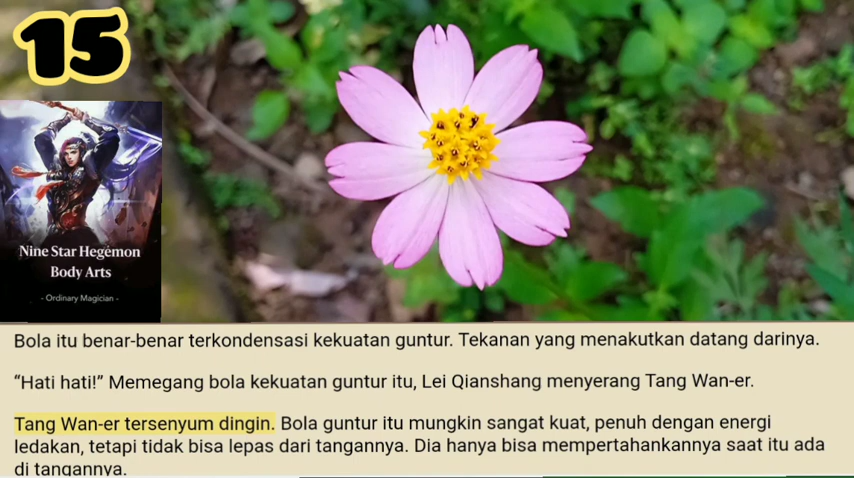 15
Nine Star Hegemon
Body Arts
- Ordinary Magician -
Bola itu benar-benar terkondensasi kekuatan guntur. Tekanan yang menakutkan datang darinya.
“Hati hati!” Memegang bola kekuatan guntur itu, Lei Qianshang menyerang Tang Wan-er.
Tang Wan-er tersenyum dingin. Bola guntur itu mungkin sangat kuat, penuh dengan energi
ledakan, tetapi tidak bisa lepas dari tangannya. Dia hanya bisa mempertahankannya saat itu ada
di tangannya.